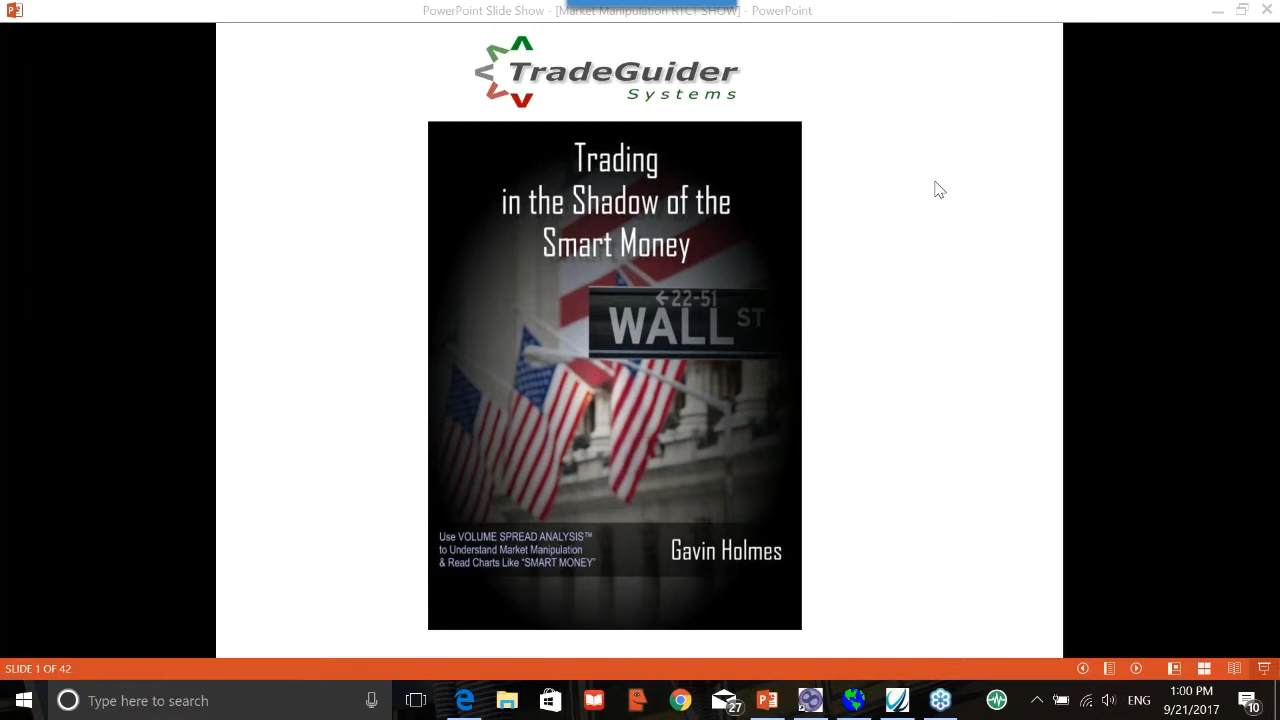 PowerPoint Slide Show - [Market Manipulation RTCT SHOW] - PowerPoint
TradeGuider
Systems
Trading
in the Shadow of the
Smart Money
←22-51
WALL ST
Use VOLUME SPREAD ANALYSIS™
to Understand Market Manipulation
& Read Charts Like “SMART MONEY”
Gavin Holmes
SLIDE 1 OF 42
Type here to search
27
ENG
0 PM
9/21/2017
10